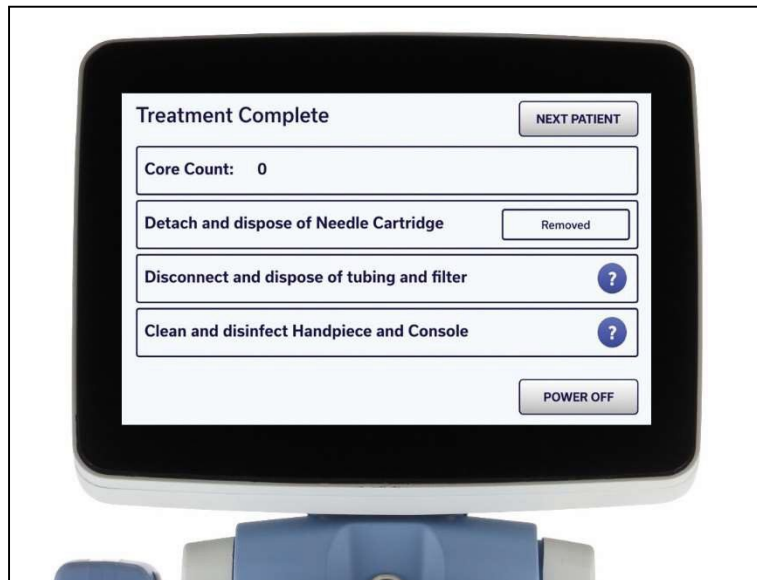 Treatment Complete
NEXT PATIENT
Core Count: 0
Detach and dispose of Needle Cartridge
Removed
Disconnect and dispose of tubing and filter
?
Clean and disinfect Handpiece and Console
?
POWER OFF